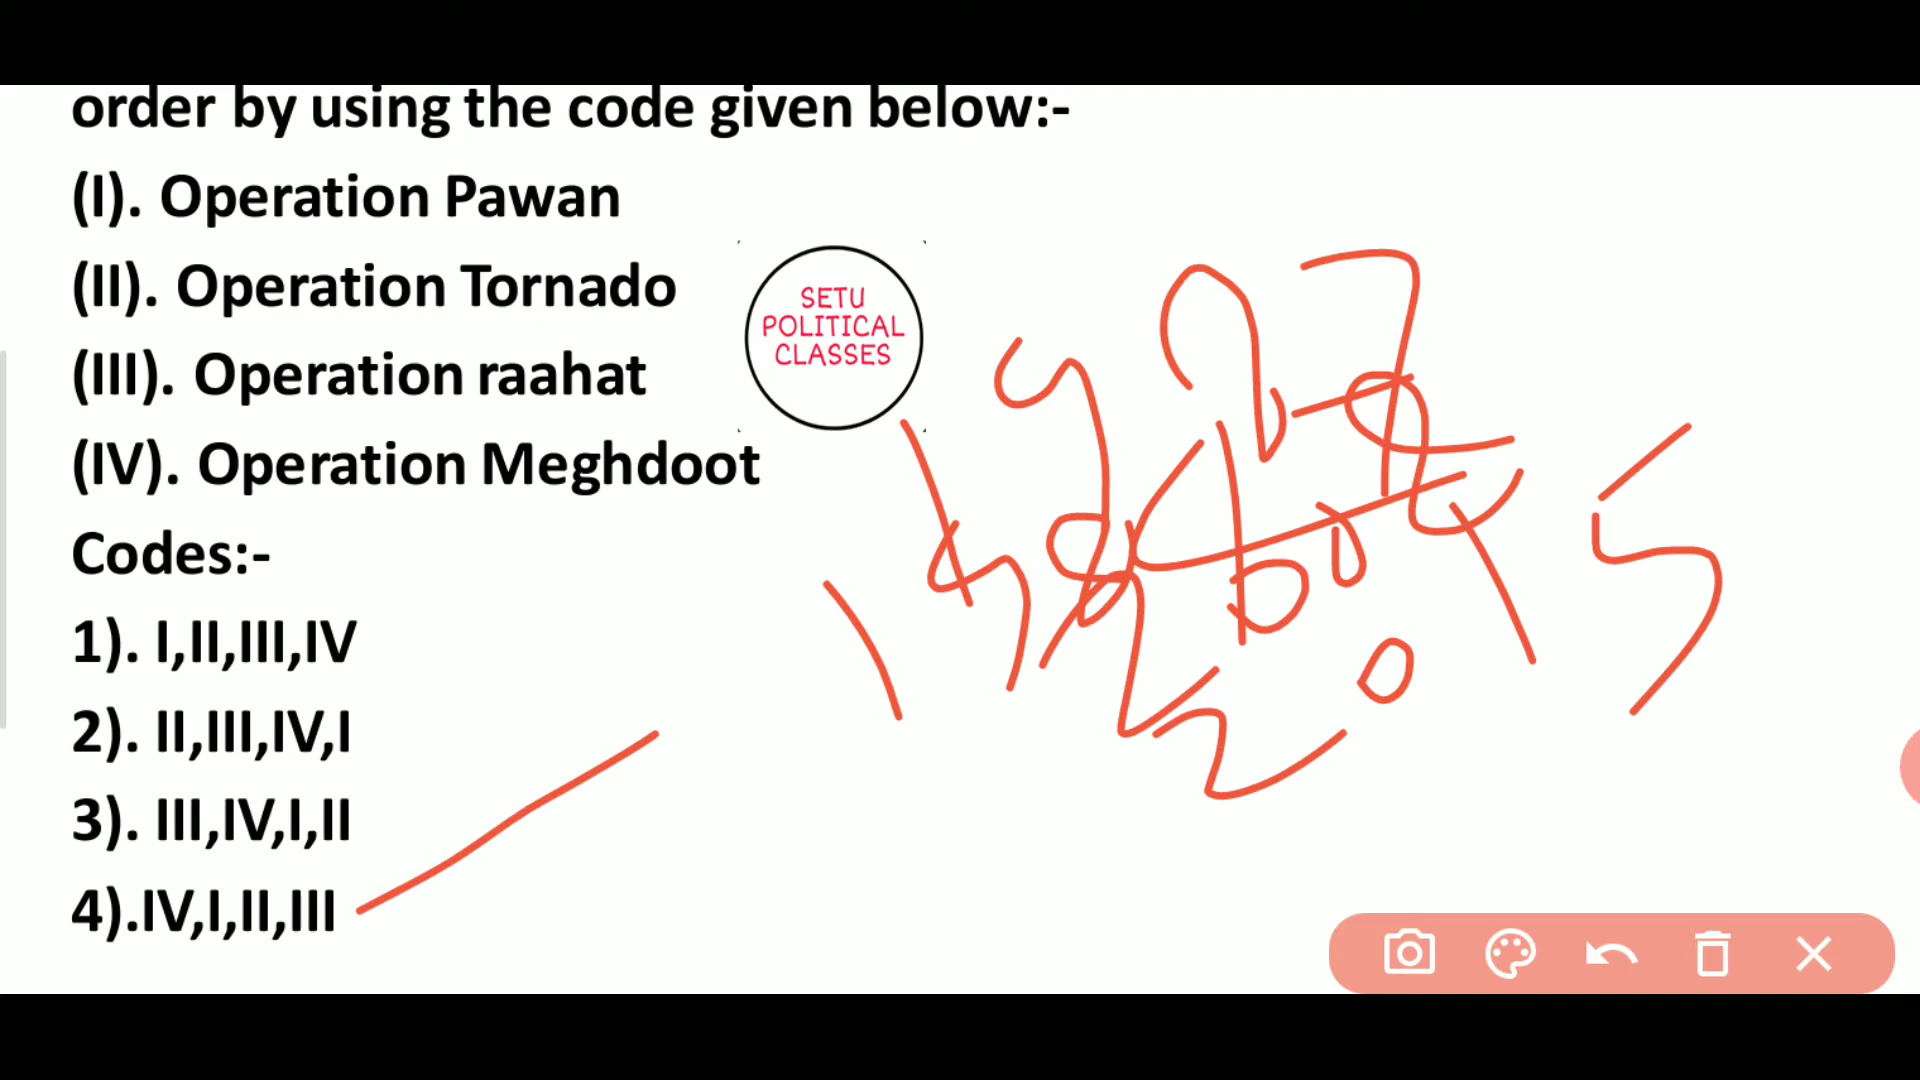 order by using the code given below:-
(I). Operation Pawan
(II). Operation Tornado
(III). Operation raahat
(IV). Operation Meghdoot
Codes:-
1). I,II,III,IV
2). II,III,IV,I
3). III,IV,I,II
4).IV,I,II,III
SETU
POLITICAL
CLASSES